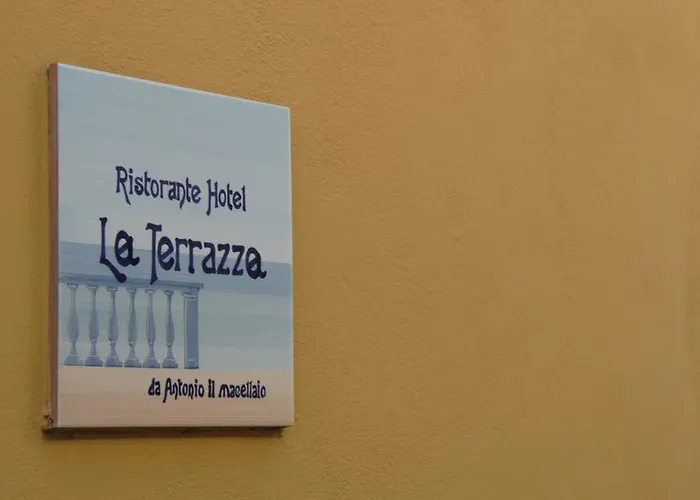 Ristorante Hotel
La Terrazza
da Antonio il macellaio